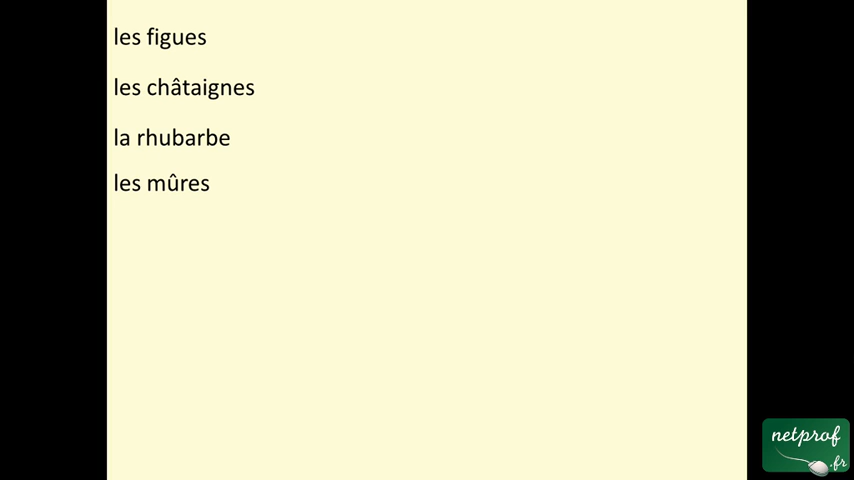 les figues
les châtaignes
la rhubarbe
les mûres
netprof
.fr